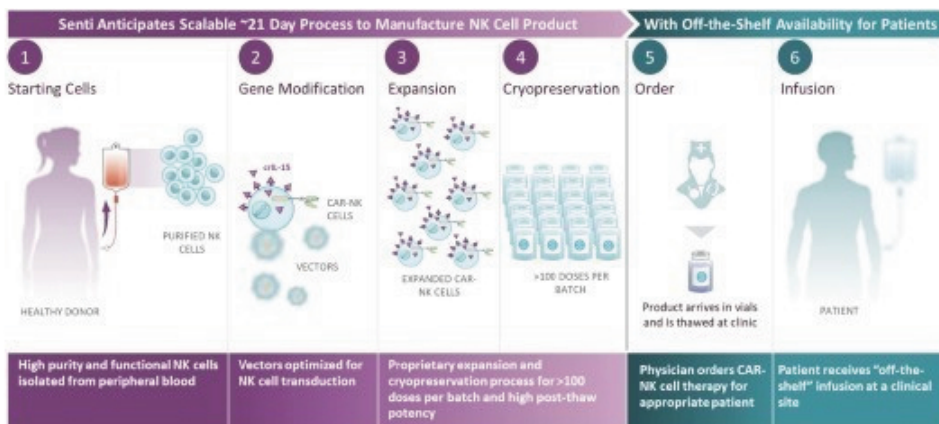 Senti Anticipates Scalable ~21 Day Process to Manufacture NK Cell Product
With Off-the-Shelf Availability for Patients
1
Starting Cells
PURIFIED NK
CELLS
HEALTHY DONOR
High purity and functional NK cells
isolated from peripheral blood
2
Gene Modification
crIL-15
CAR-NK
CELLS
VECTORS
Vectors optimized for
NK cell transduction
3
Expansion
EXPANDED CAR-
NK CELLS
4
Cryopreservation
>100 DOSES PER
BATCH
Proprietary expansion and
cryopreservation process for >100
doses per batch and high post-thaw
potency
5
Order
Product arrives in vials
and is thawed at clinic
Physician orders CAR-
NK cell therapy for
appropriate patient
6
Infusion
PATIENT
Patient receives "off-the-
shelf" infusion at a clinical
site